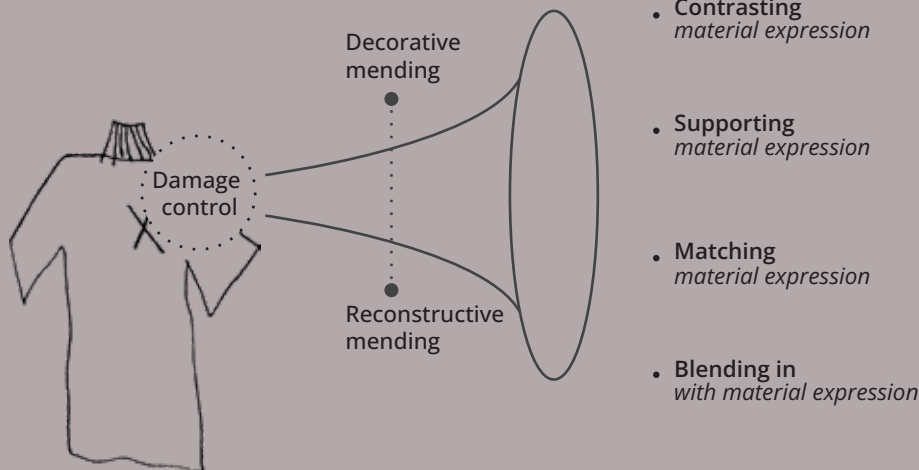 Decorative
mending
Damage
control
Reconstructive
mending
• Contrasting
material expression
• Supporting
material expression
• Matching
material expression
• Blending in
with material expression